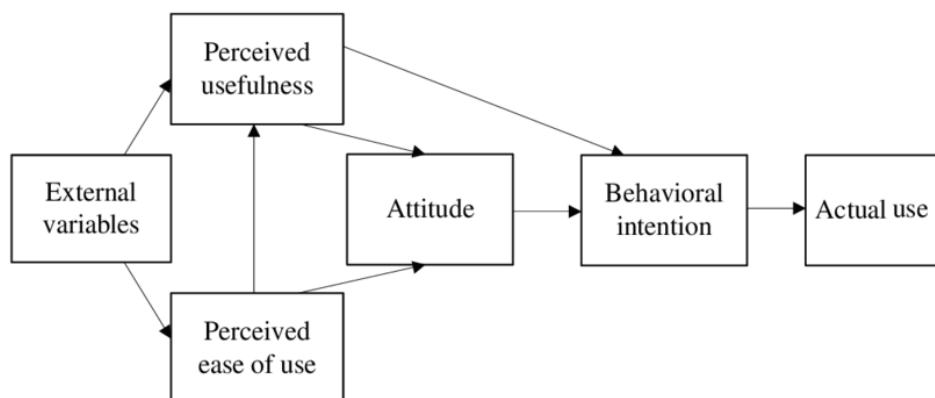 Perceived
usefulness
External
variables
Attitude
Behavioral
intention
Actual use
Perceived
ease of use